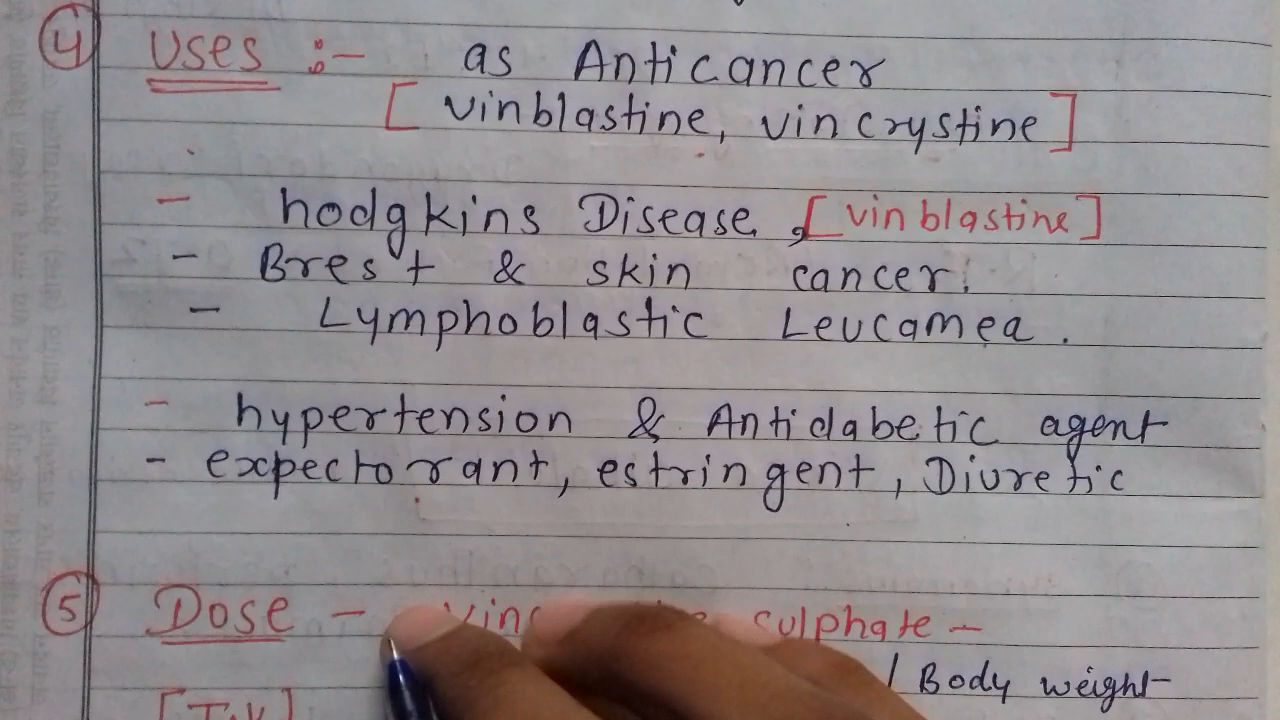 4 Uses :- as Anticancer
[ vinblastine, vincrystine ]
- hodgkins Disease, [vinblastine]
- Brest & skin cancer.
- Lymphoblastic Leucamea.
- hypertension & Antidabetic agent
- expectorant, estringent, Diuretic
5 Dose - sulphate -
/ Body weight
[I.V]